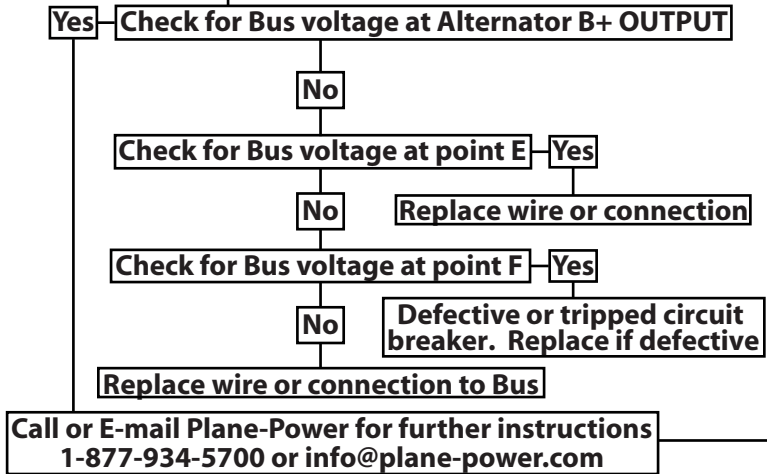 Yes Check for Bus voltage at Alternator B+ OUTPUT
No
Check for Bus voltage at point E Yes
No Replace wire or connection
Check for Bus voltage at point F Yes
No Defective or tripped circuit
breaker. Replace if defective
Replace wire or connection to Bus
Call or E-mail Plane-Power for further instructions
1-877-934-5700 or info@plane-power.com